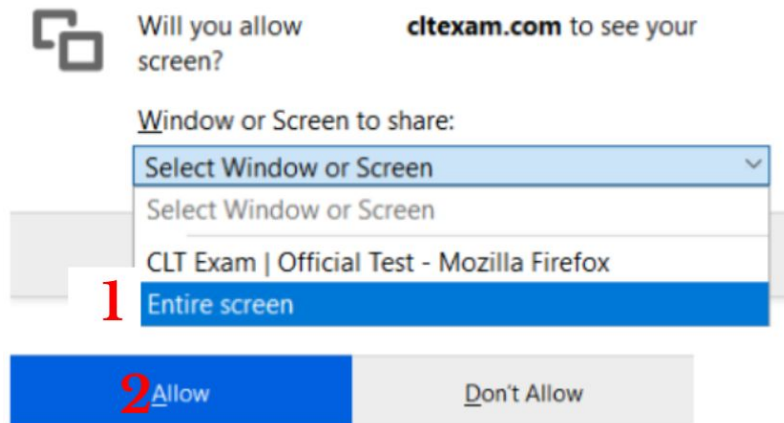 Will you allow cltexam.com to see your
screen?
Window or Screen to share:
Select Window or Screen
Select Window or Screen
CLT Exam | Official Test - Mozilla Firefox
1 Entire screen
2 Allow Don't Allow